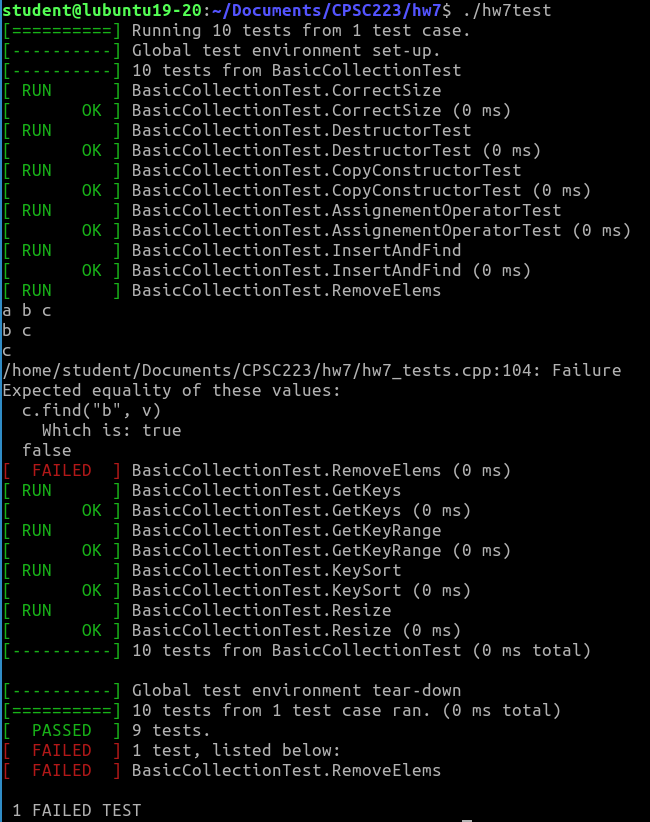 student@lubuntu19-20:~/Documents/CPSC223/hw7$ ./hw7test
[==========] Running 10 tests from 1 test case.
[----------] Global test environment set-up.
[----------] 10 tests from BasicCollectionTest
[ RUN      ] BasicCollectionTest.CorrectSize
[       OK ] BasicCollectionTest.CorrectSize (0 ms)
[ RUN      ] BasicCollectionTest.DestructorTest
[       OK ] BasicCollectionTest.DestructorTest (0 ms)
[ RUN      ] BasicCollectionTest.CopyConstructorTest
[       OK ] BasicCollectionTest.CopyConstructorTest (0 ms)
[ RUN      ] BasicCollectionTest.AssignementOperatorTest
[       OK ] BasicCollectionTest.AssignementOperatorTest (0 ms)
[ RUN      ] BasicCollectionTest.InsertAndFind
[       OK ] BasicCollectionTest.InsertAndFind (0 ms)
[ RUN      ] BasicCollectionTest.RemoveElems
a b c
b c
c
/home/student/Documents/CPSC223/hw7/hw7_tests.cpp:104: Failure
Expected equality of these values:
  c.find("b", v)
    Which is: true
  false
[  FAILED  ] BasicCollectionTest.RemoveElems (0 ms)
[ RUN      ] BasicCollectionTest.GetKeys
[       OK ] BasicCollectionTest.GetKeys (0 ms)
[ RUN      ] BasicCollectionTest.GetKeyRange
[       OK ] BasicCollectionTest.GetKeyRange (0 ms)
[ RUN      ] BasicCollectionTest.KeySort
[       OK ] BasicCollectionTest.KeySort (0 ms)
[ RUN      ] BasicCollectionTest.Resize
[       OK ] BasicCollectionTest.Resize (0 ms)
[----------] 10 tests from BasicCollectionTest (0 ms total)

[----------] Global test environment tear-down
[==========] 10 tests from 1 test case ran. (0 ms total)
[  PASSED  ] 9 tests.
[  FAILED  ] 1 test, listed below:
[  FAILED  ] BasicCollectionTest.RemoveElems

 1 FAILED TEST